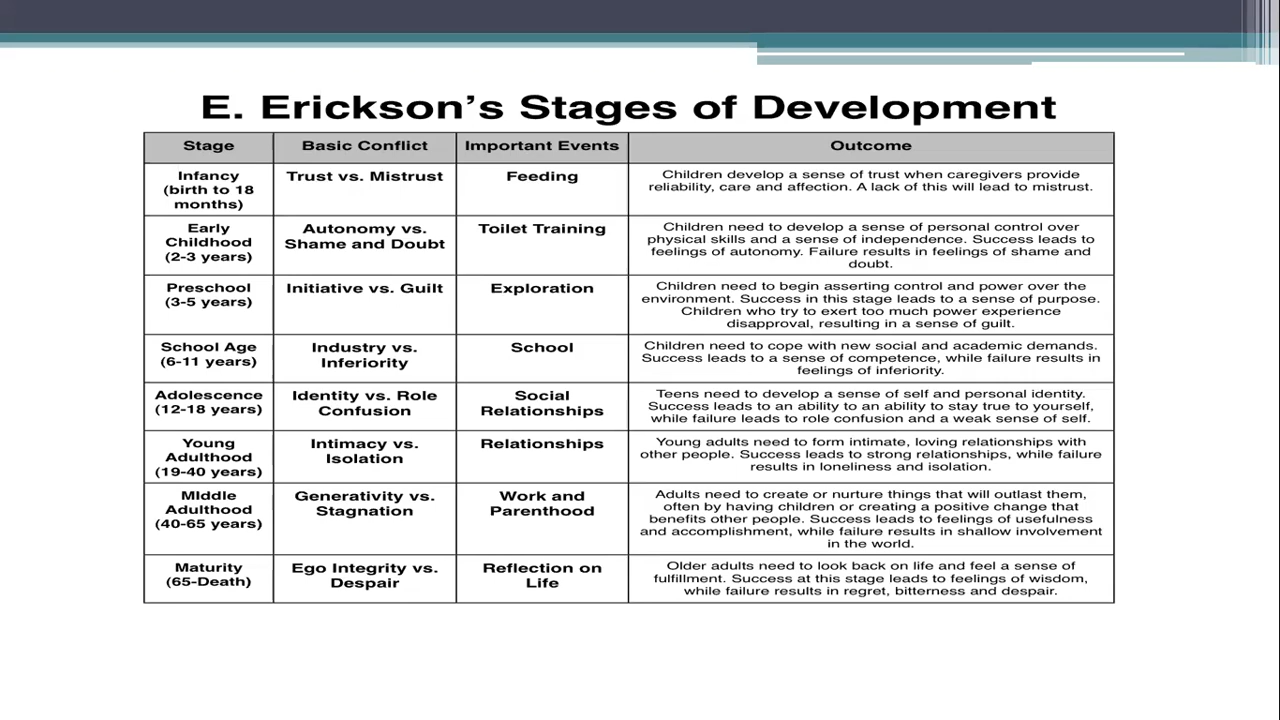 E. Erickson's Stages of Development
Stage Basic Conflict Important Events Outcome
Infancy
(birth to 18
months)
Trust vs. Mistrust
Feeding
Children develop a sense of trust when caregivers provide
reliability, care and affection. A lack of this will lead to mistrust.
Early
Childhood
(2-3 years)
Autonomy vs.
Shame and Doubt
Toilet Training
Children need to develop a sense of personal control over
physical skills and a sense of independence. Success leads to
feelings of autonomy. Failure results in feelings of shame and
doubt.
Preschool
(3-5 years)
Initiative vs. Guilt
Exploration
Children need to begin asserting control and power over the
environment. Success in this stage leads to a sense of purpose.
Children who try to exert too much power experience
disapproval, resulting in a sense of guilt.
School Age
(6-11 years)
Industry vs.
Inferiority
School
Children need to cope with new social and academic demands.
Success leads to a sense of competence, while failure results in
feelings of inferiority.
Adolescence
(12-18 years)
Identity vs. Role
Confusion
Social
Relationships
Teens need to develop a sense of self and personal identity.
Success leads to an ability to an ability to stay true to yourself,
while failure leads to role confusion and a weak sense of self.
Young
Adulthood
(19-40 years)
Intimacy vs.
Isolation
Relationships
Young adults need to form intimate, loving relationships with
other people. Success leads to strong relationships, while failure
results in loneliness and isolation.
MIddle
Adulthood
(40-65 years)
Generativity vs.
Stagnation
Work and
Parenthood
Adults need to create or nurture things that will outlast them,
often by having children or creating a positive change that
benefits other people. Success leads to feelings of usefulness
and accomplishment, while failure results in shallow involvement
in the world.
Maturity
(65-Death)
Ego Integrity vs.
Despair
Reflection on
Life
Older adults need to look back on life and feel a sense of
fulfillment. Success at this stage leads to feelings of wisdom,
while failure results in regret, bitterness and despair.